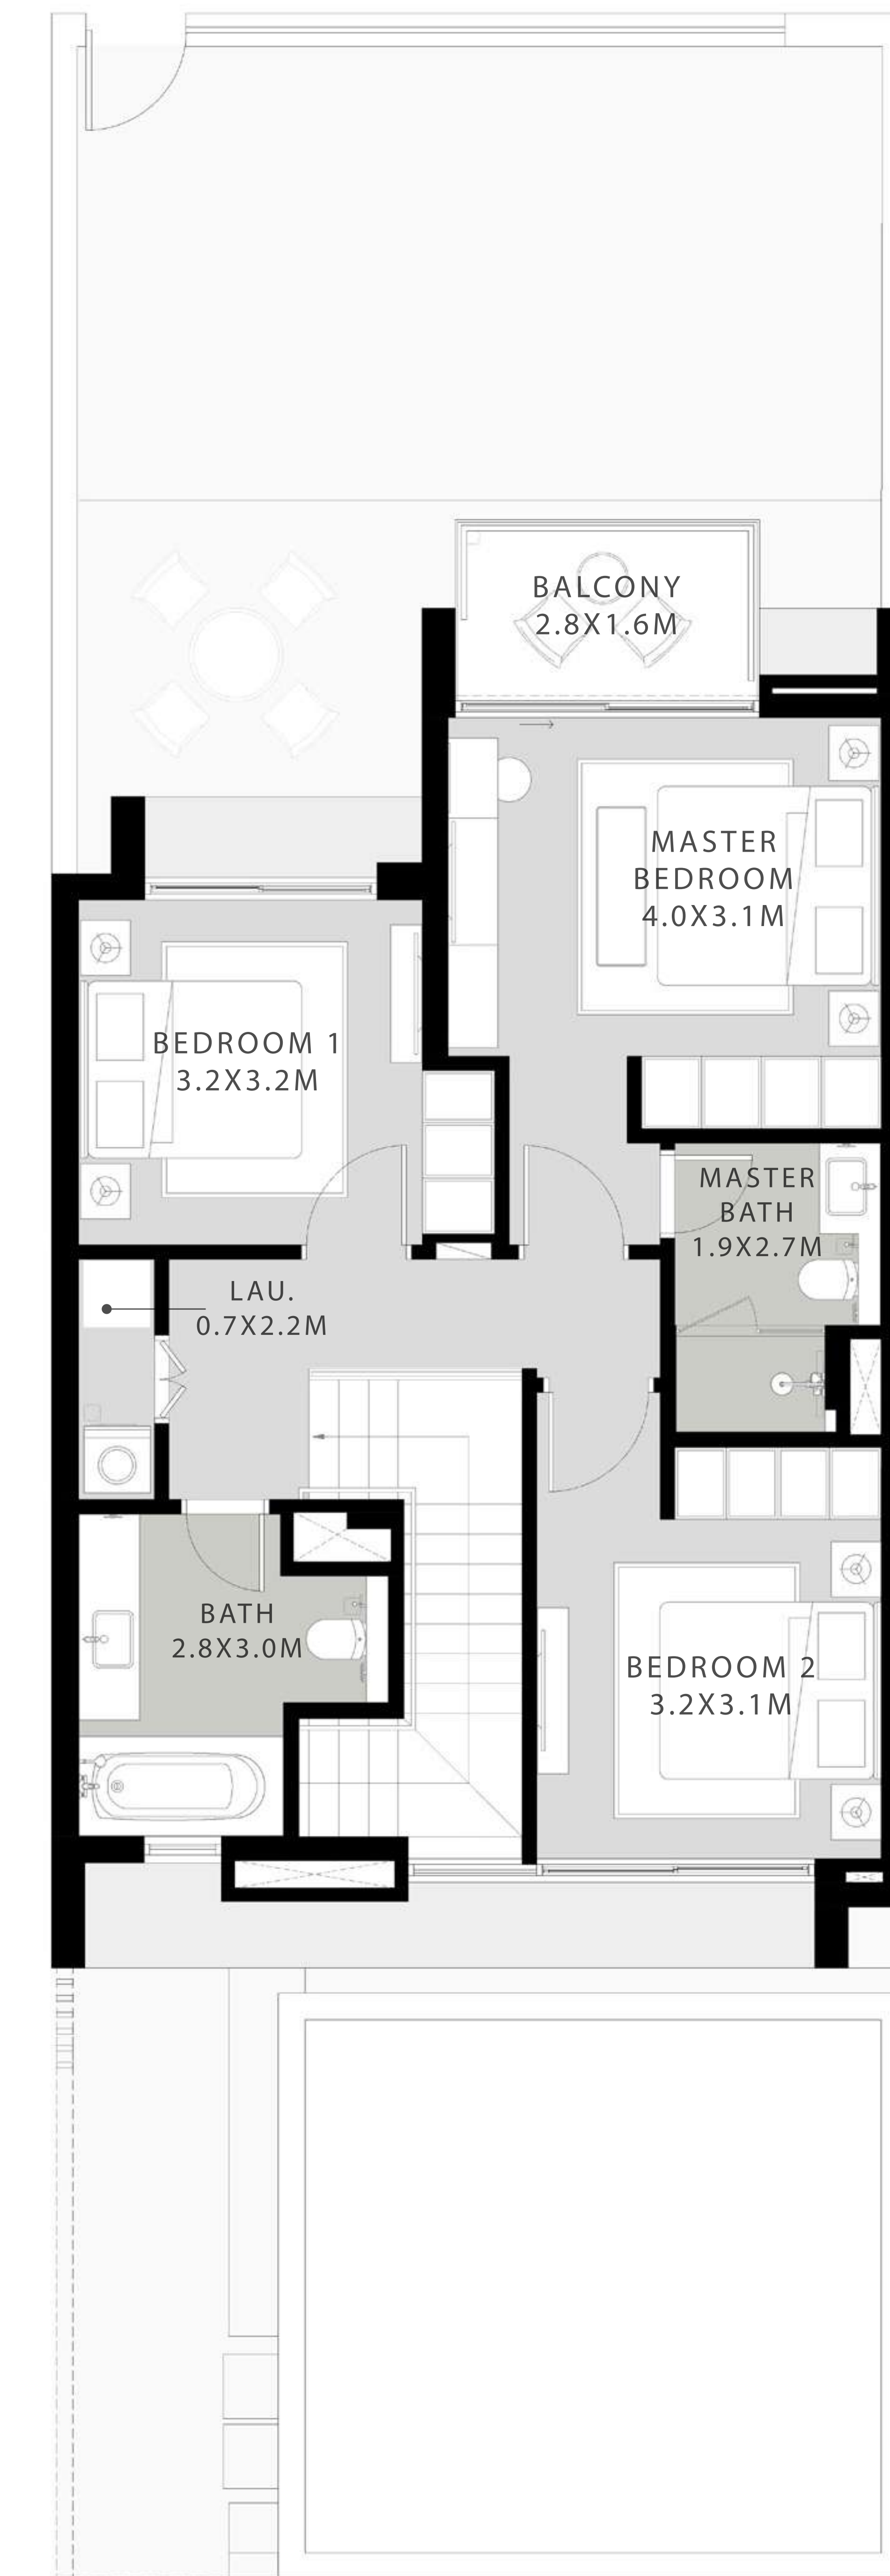 BALCONY
2.8X1.6M
MASTER
BEDROOM
4.0X3.1M
BEDROOM 1
3.2X3.2M
MASTER
BATH
1.9X2.7M
LAU.
0.7X2.2M
BATH
2.8X3.0M
BEDROOM 2
3.2X3.1M